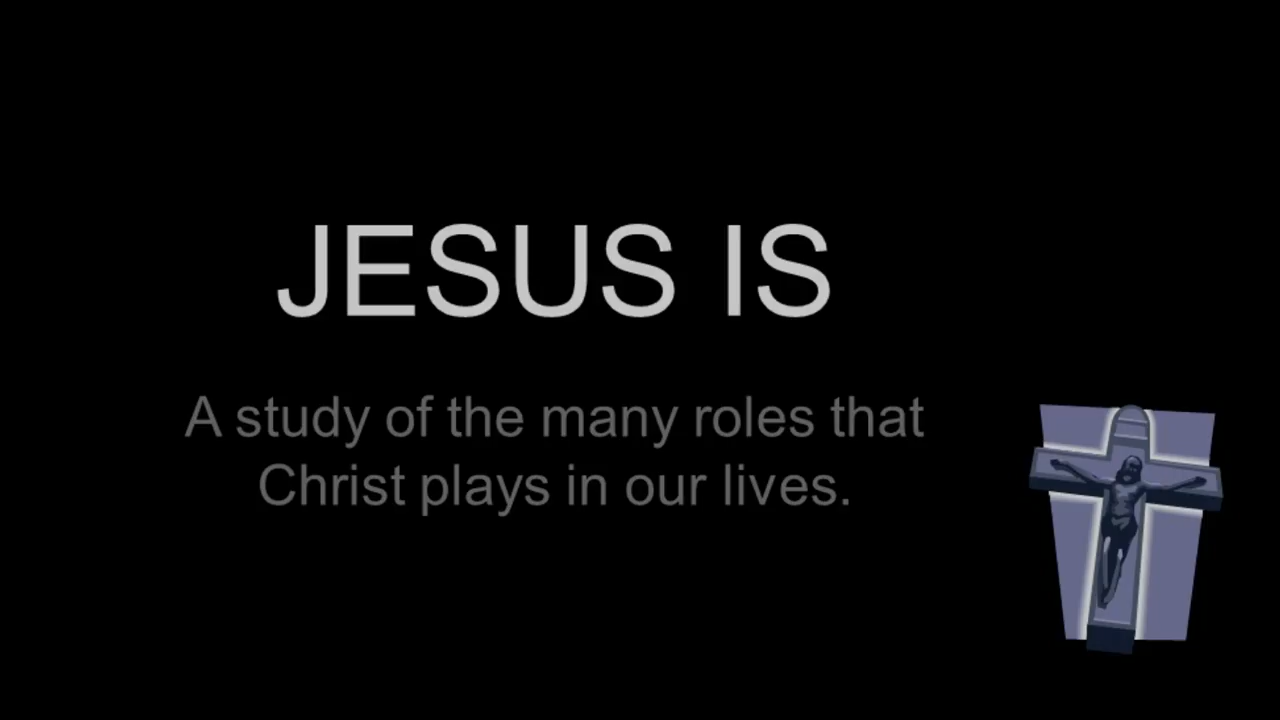 JESUS IS
A study of the many roles that
Christ plays in our lives.